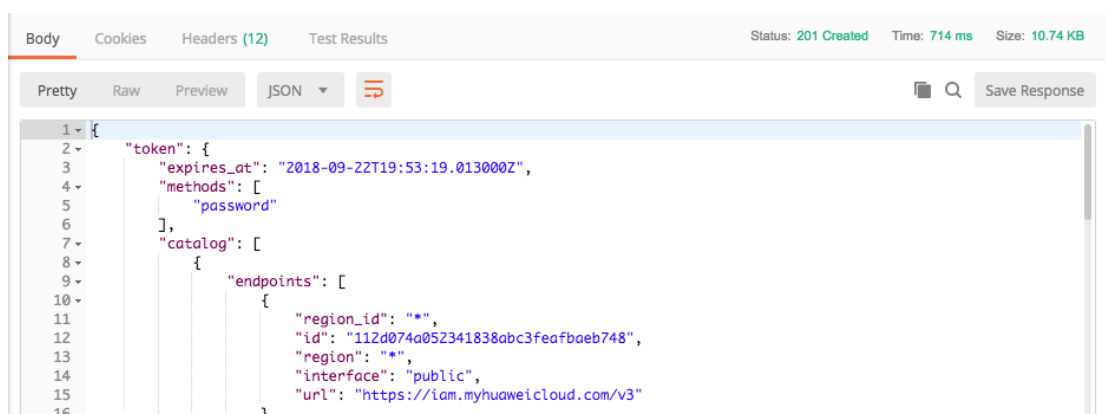 Body Cookies Headers (12) Test Results Status: 201 Created Time: 714 ms Size: 10.74 KB
Pretty Raw Preview JSON Save Response
1 {
2 "token": {
3 "expires_at": "2018-09-22T19:53:19.013000Z",
4 "methods": [
5 "password"
6 ],
7 "catalog": [
8 {
9 "endpoints": [
10 {
11 "region_id": "*",
12 "id": "112d074a052341838abc3feafbaeb748",
13 "region": "*",
14 "interface": "public",
15 "url": "https://iam.myhuaweicloud.com/v3"
16 }